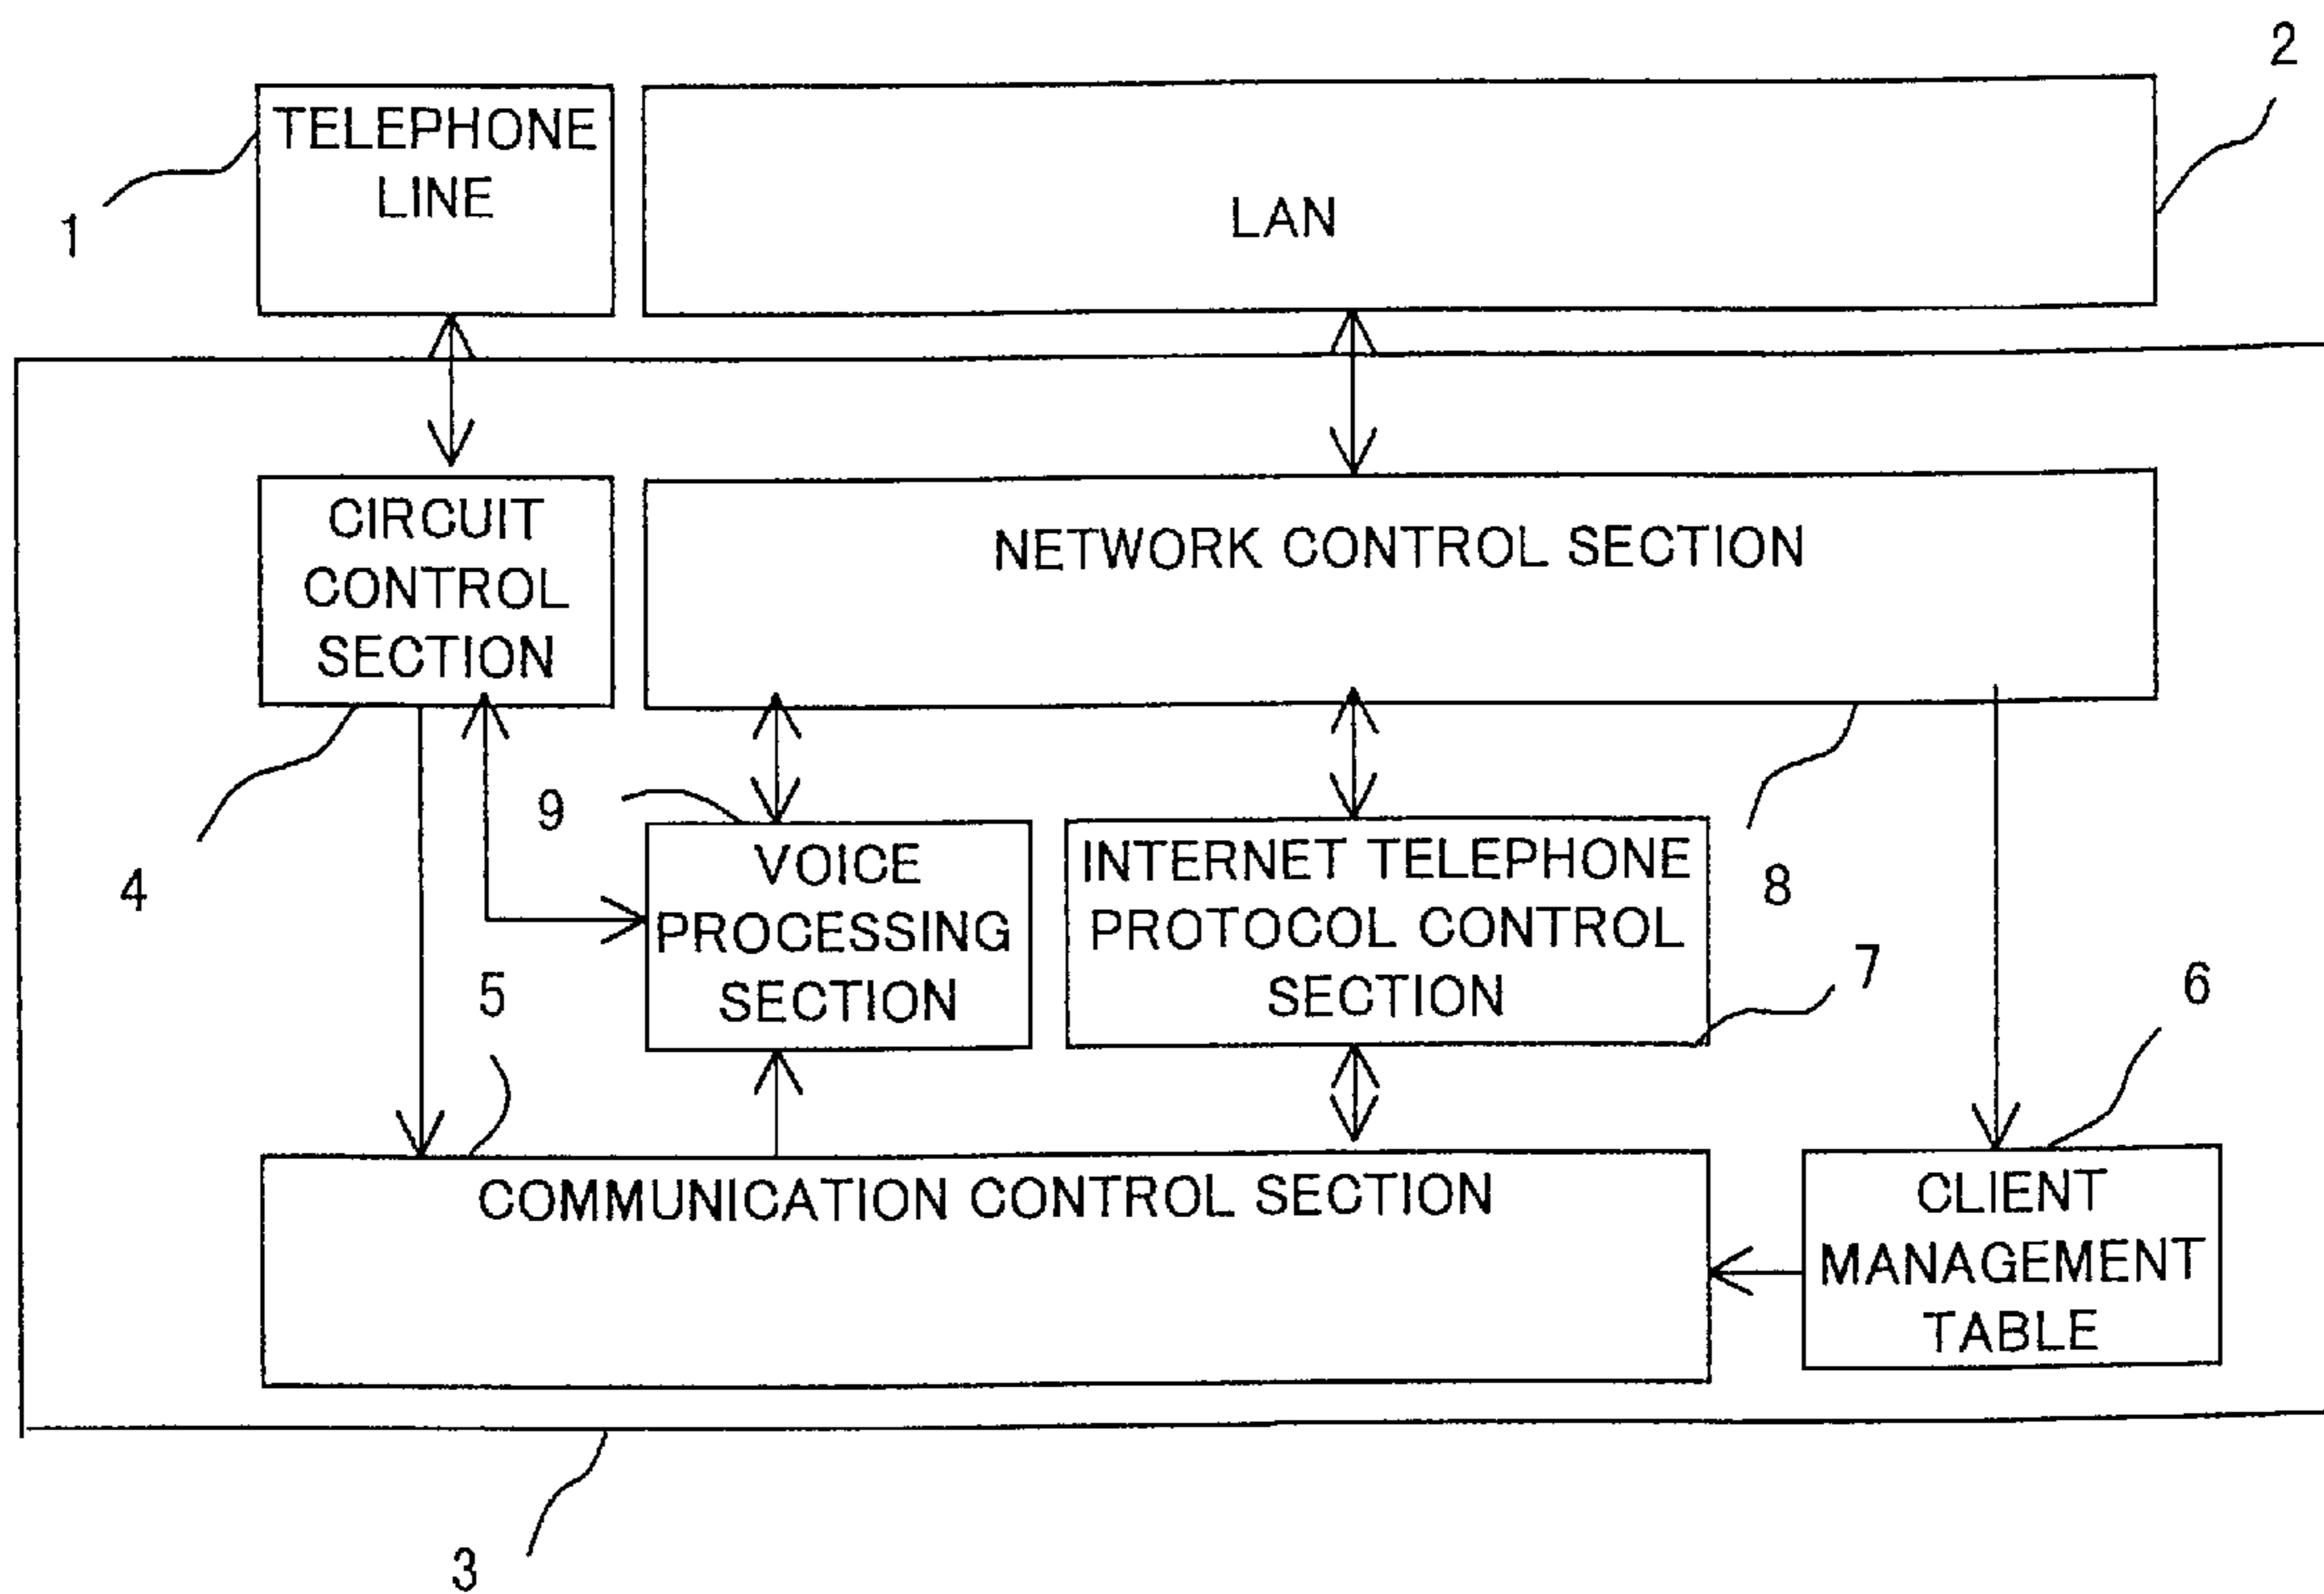 2
TELEPHONE
LINE
1
LAN
CIRCUIT
CONTROL
SECTION
NETWORK CONTROL SECTION
4
9
VOICE
PROCESSING
SECTION
INTERNET TELEPHONE
PROTOCOL CONTROL
SECTION
8
7
5
6
COMMUNICATION CONTROL SECTION
CLIENT
MANAGEMENT
TABLE
3